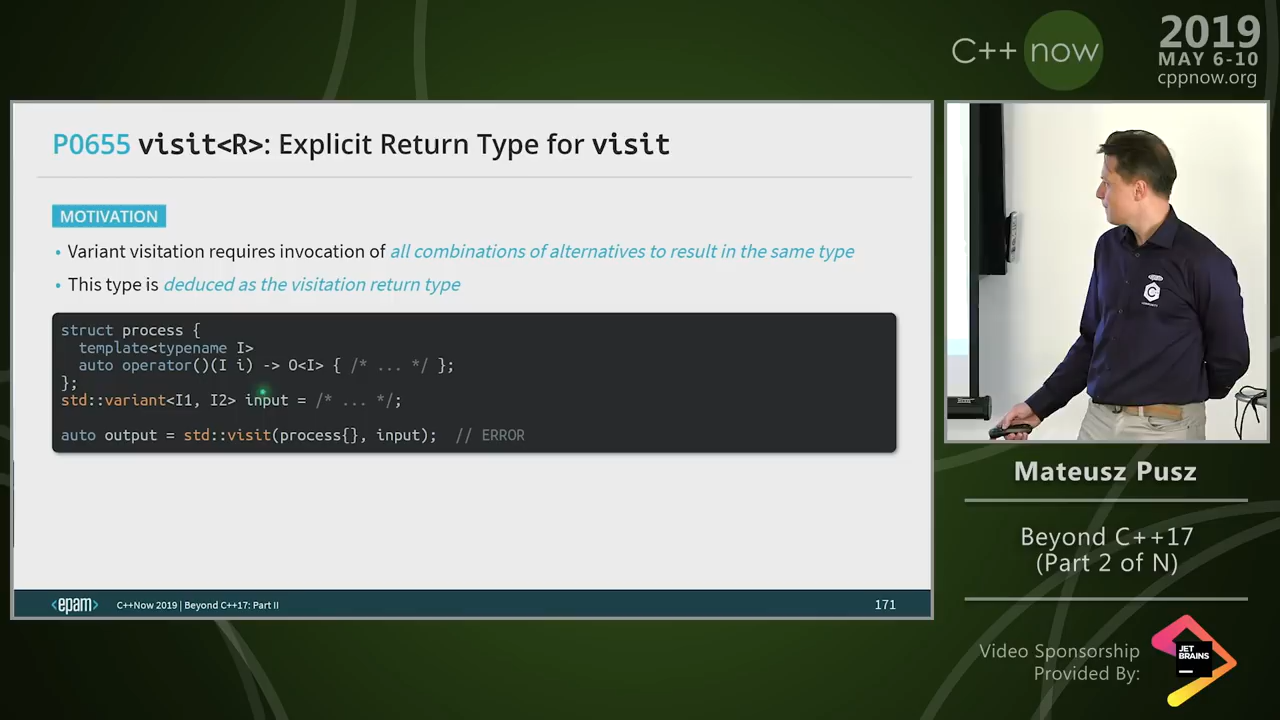 C++ now
2019
MAY 6-10
cppnow.org
P0655 visit<R>: Explicit Return Type for visit
MOTIVATION
• Variant visitation requires invocation of all combinations of alternatives to result in the same type
• This type is deduced as the visitation return type
struct process {
  template<typename I>
  auto operator()(I i) -> O<I> { /* ... */ };
};
std::variant<I1, I2> input = /* ... */;
auto output = std::visit(process{}, input);  // ERROR
<epam>
C++Now 2019 | Beyond C++17: Part II
171
Mateusz Pusz
Beyond C++17
(Part 2 of N)
Video Sponsorship
Provided By:
JET
BRAINS